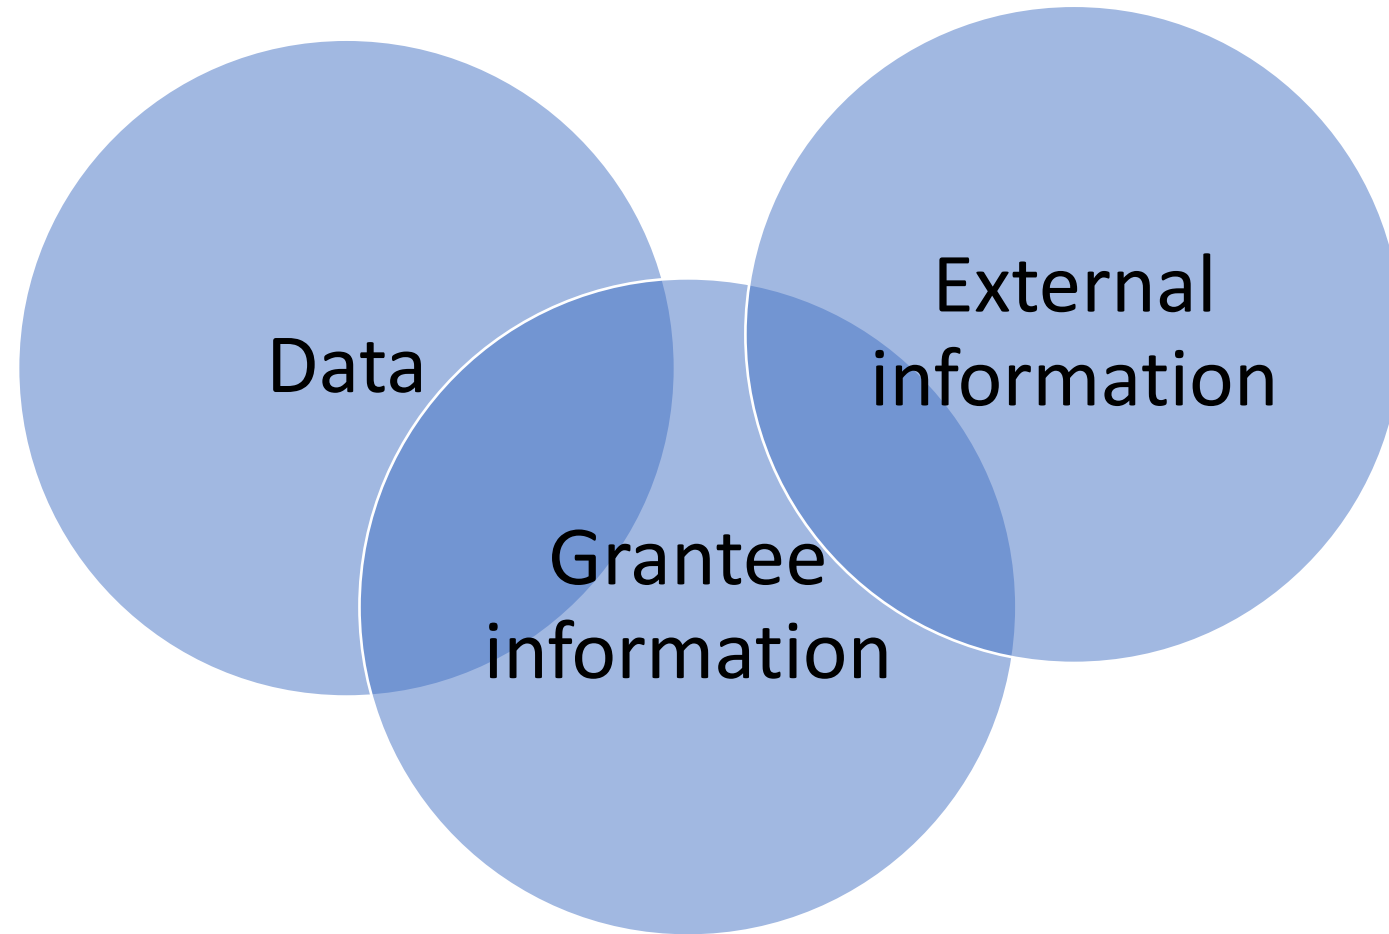 Data
External
information
Grantee
information